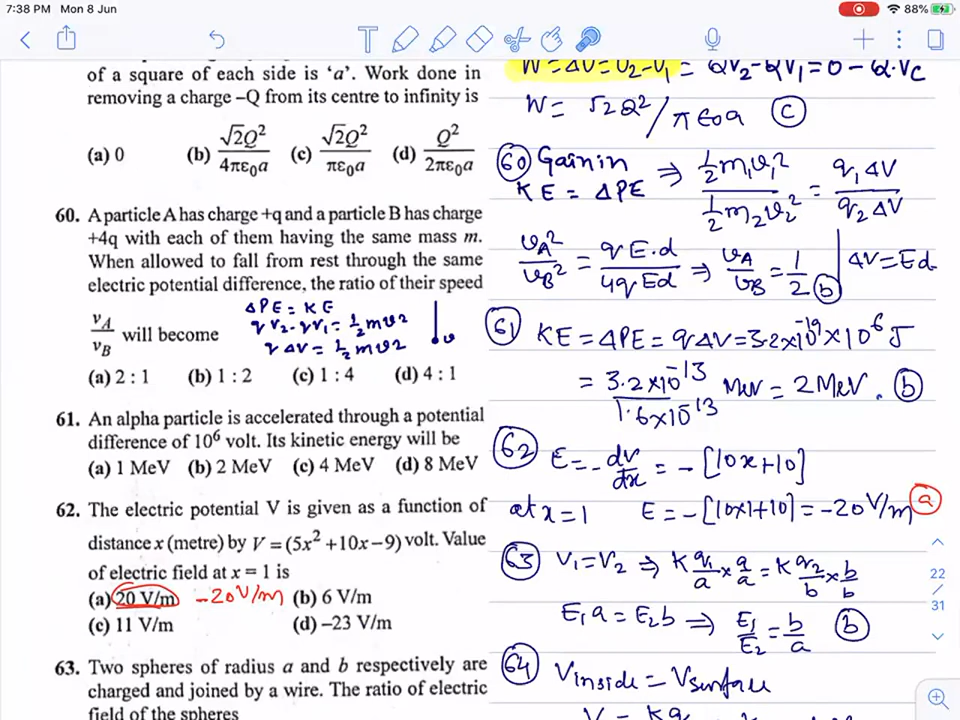 7:38 PM Mon 8 Jun
88%
of a square of each side is ‘a’. Work done in
removing a charge –Q from its centre to infinity is
(a) 0 (b) √2Q²/4πε₀a (c) √2Q²/πε₀a (d) Q²/2πε₀a
60. A particle A has charge +q and a particle B has charge
+4q with each of them having the same mass m.
When allowed to fall from rest through the same
electric potential difference, the ratio of their speed
v_A/v_B will become
ΔPE = KE
qV2 - qV1 = ½mv2
qΔV = ½mv2
v
(a) 2 : 1 (b) 1 : 2 (c) 1 : 4 (d) 4 : 1
61. An alpha particle is accelerated through a potential
difference of 10⁶ volt. Its kinetic energy will be
(a) 1 MeV (b) 2 MeV (c) 4 MeV (d) 8 MeV
62. The electric potential V is given as a function of
distance x (metre) by V = (5x² + 10x – 9) volt. Value
of electric field at x = 1 is
(a) 20 V/m -20V/m (b) 6 V/m
(c) 11 V/m (d) –23 V/m
63. Two spheres of radius a and b respectively are
charged and joined by a wire. The ratio of electric
field of the spheres
W = ΔU = U2 - U1 = QV2 - QV1 = 0 - Q.Vc
W = √2Q²/πε0a (c)
60 Gain in
KE = ΔPE ⇒ ½m1v1²/½m2v2² = q1ΔV/q2ΔV
vA²/vB² = qE.d/4qEd ⇒ vA/vB = 1/2 (b) | ΔV = Ed
61 KE = ΔPE = qΔV = 3.2×10⁻¹⁹×10⁶ J
= 3.2×10⁻¹³/1.6×10⁻¹³ MeV = 2 MeV. (b)
62 E = -dv/dx = -[10x+10]
at x=1 E = -[10×1+10] = -20V/m (a)
63 V1 = V2 ⇒ K q1/a × a/a = K q2/b × b/b
E1a = E2b ⇒ E1/E2 = b/a (b)
64 Vinside = Vsurface
22
/
31